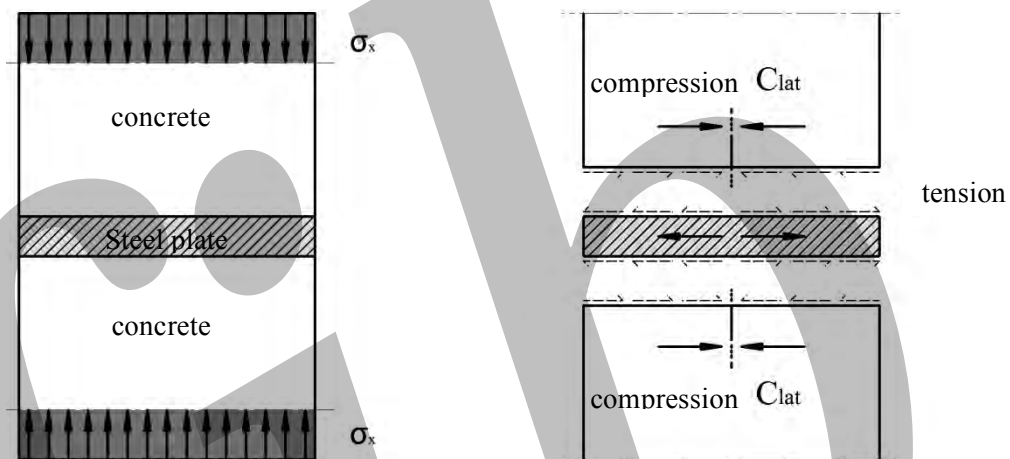 σx
concrete
Steel plate
concrete
σx
compression Clat
tension
compression Clat